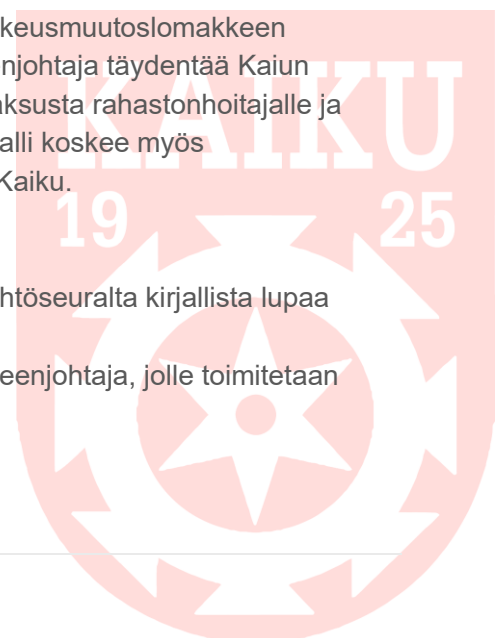 keusmuutoslomakkeen
njohtaja täydentää Kaiun
aksusta rahastonhoitajalle ja
alli koskee myös
Kaiku.
KAIKU
19 25
htöseuralta kirjallista lupaa
eenjohtaja, jolle toimitetaan